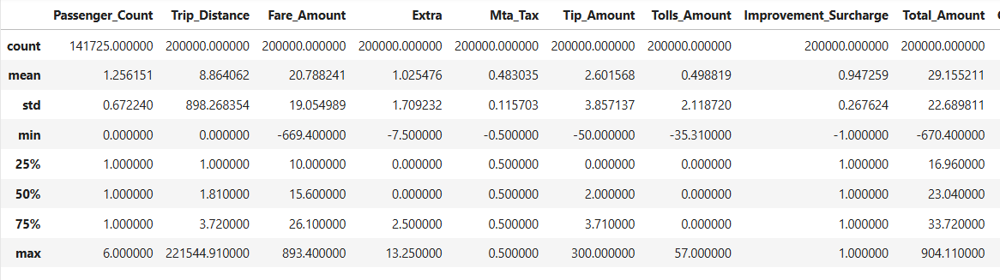 Passenger_Count Trip_Distance Fare_Amount Extra Mta_Tax Tip_Amount Tolls_Amount Improvement_Surcharge Total_Amount
count 141725.000000 200000.000000 200000.000000 200000.000000 200000.000000 200000.000000 200000.000000 200000.000000 200000.000000
mean 1.256151 8.864062 20.788241 1.025476 0.483035 2.601568 0.498819 0.947259 29.155211
std 0.672240 898.268354 19.054989 1.709232 0.115703 3.857137 2.118720 0.267624 22.689811
min 0.000000 0.000000 -669.400000 -7.500000 -0.500000 -50.000000 -35.310000 -1.000000 -670.400000
25% 1.000000 1.000000 10.000000 0.000000 0.500000 0.000000 0.000000 1.000000 16.960000
50% 1.000000 1.810000 15.600000 0.000000 0.500000 2.000000 0.000000 1.000000 23.040000
75% 1.000000 3.720000 26.100000 2.500000 0.500000 3.710000 0.000000 1.000000 33.720000
max 6.000000 221544.910000 893.400000 13.250000 0.500000 300.000000 57.000000 1.000000 904.110000